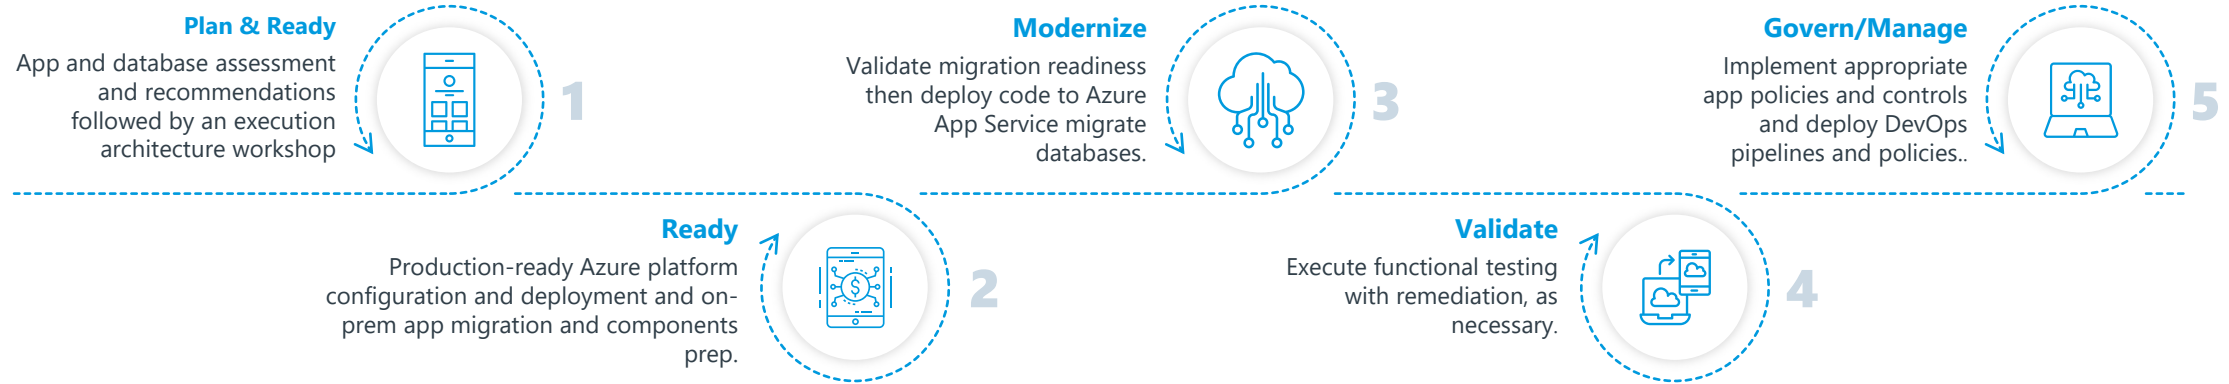 Plan & Ready
App and database assessment
and recommendations
followed by an execution
architecture workshop
1
Ready
Production-ready Azure platform
configuration and deployment and on-
prem app migration and components
prep.
$
2
Modernize
Validate migration readiness
then deploy code to Azure
App Service migrate
databases.
3
Validate
Execute functional testing
with remediation, as
necessary.
4
Govern/Manage
Implement appropriate
app policies and controls
and deploy DevOps
pipelines and policies..
5